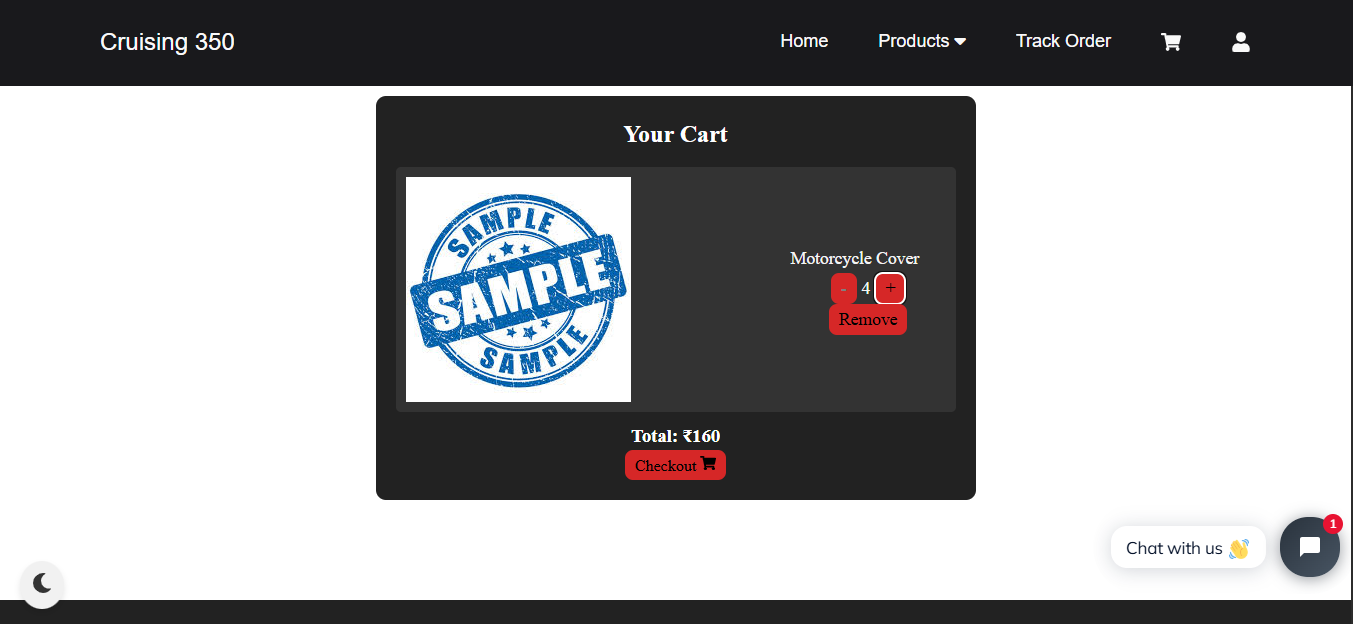 Cruising 350
Home Products Track Order
Your Cart
SAMPLE
SAMPLE
SAMPLE
Motorcycle Cover
- 4 +
Remove
Total: ₹160
Checkout
1
Chat with us 👋